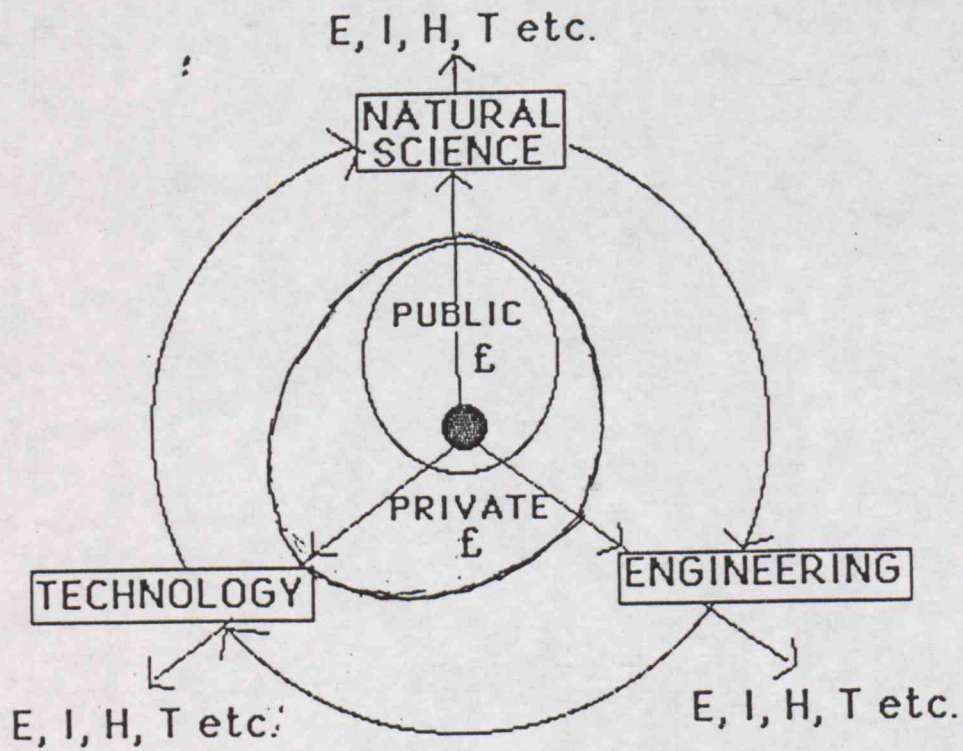 E, I, H, T etc.
NATURAL
SCIENCE
PUBLIC
£
PRIVATE
£
TECHNOLOGY
ENGINEERING
E, I, H, T etc.
E, I, H, T etc.